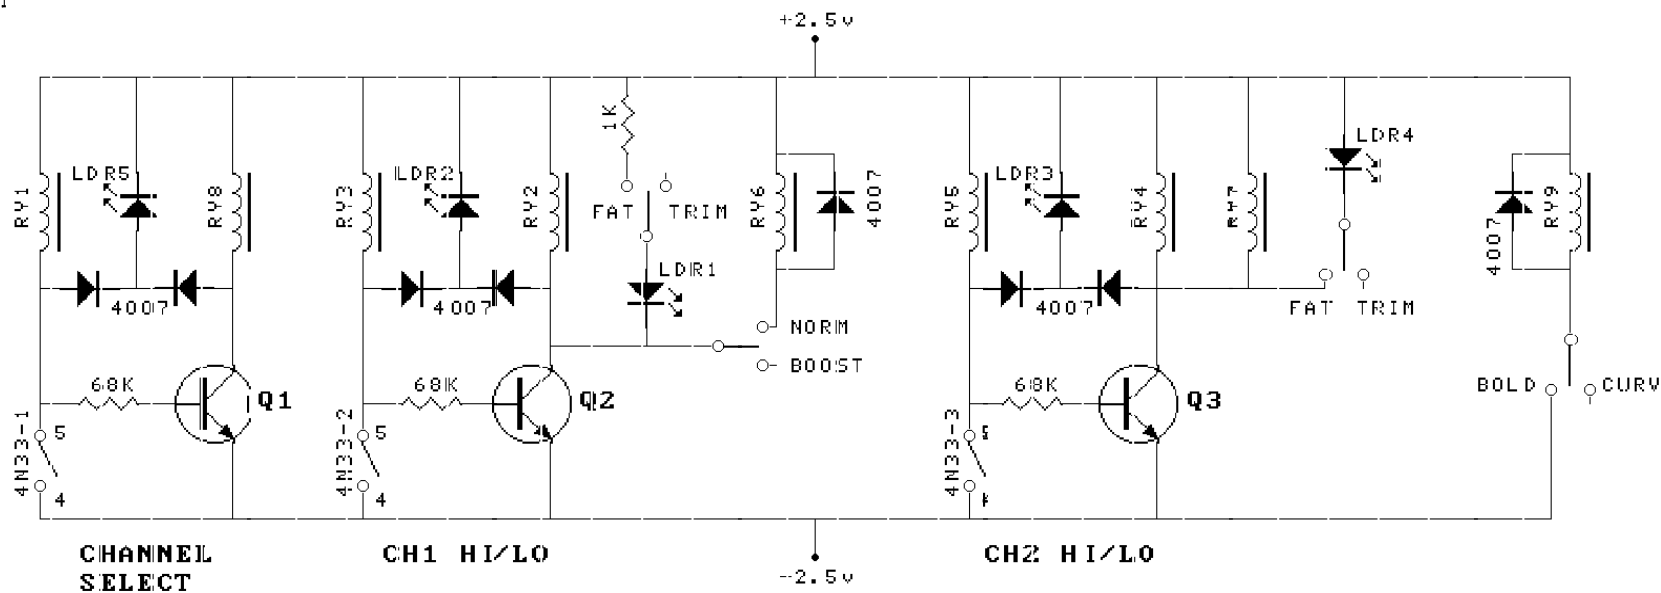 +2.5v
1K
LDR4
LDR5
LDR2
LDR3
RY1
RY8
RY3
RY2
RY6
4007
RY5
RY4
RY7
4007
RY9
FAT
TRIM
LDR1
4007
4007
4007
FAT
TRIM
NORM
BOOST
68K
Q1
68K
Q2
68K
Q3
BOLD
CURV
4N33-1
5
4
4N33-2
5
4
4N33-3
CHANNEL
SELECT
CH1 HI/LO
CH2 HI/LO
-2.5v